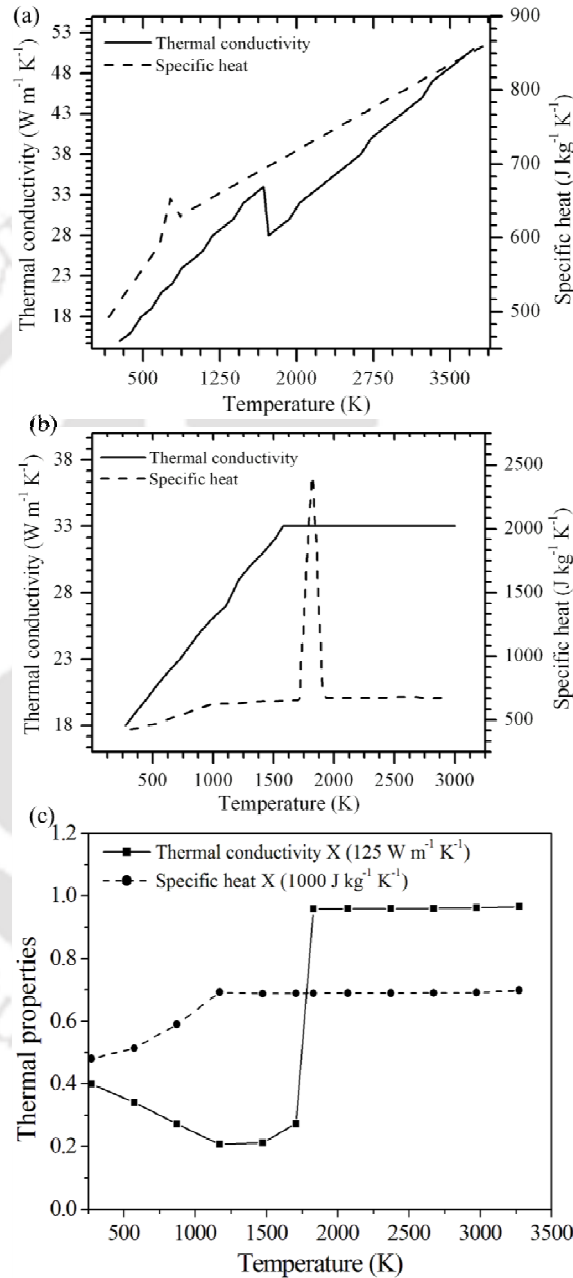 (a)
Thermal conductivity
Specific heat
Thermal conductivity (W m⁻¹ K⁻¹)
53
48
43
38
33
28
23
18
900
800
700
600
500
Specific heat (J kg⁻¹ K⁻¹)
500 1250 2000 2750 3500
Temperature (K)
(b)
Thermal conductivity
Specific heat
Thermal conductivity (W m⁻¹ K⁻¹)
38
33
28
23
18
2500
2000
1500
1000
500
Specific heat (J kg⁻¹ K⁻¹)
500 1000 1500 2000 2500 3000
Temperature (K)
(c)
Thermal conductivity X (125 W m⁻¹ K⁻¹)
Specific heat X (1000 J kg⁻¹ K⁻¹)
Thermal properties
1.2
1.0
0.8
0.6
0.4
0.2
0.0
500 1000 1500 2000 2500 3000 3500
Temperature (K)